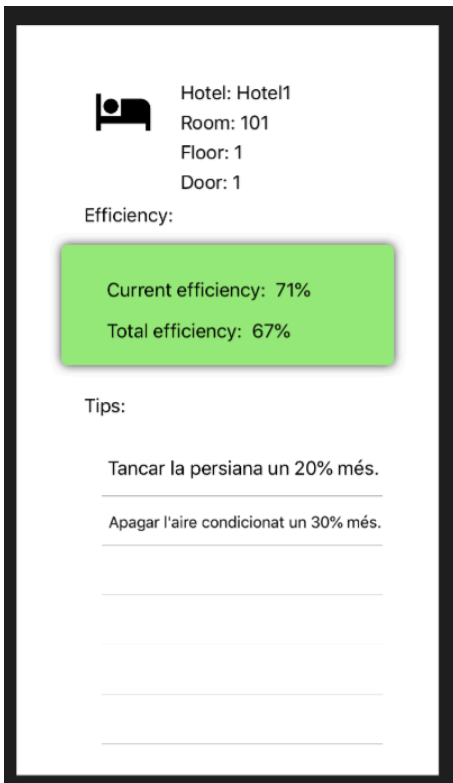 Hotel: Hotel1
Room: 101
Floor: 1
Door: 1
Efficiency:
Current efficiency: 71%
Total efficiency: 67%
Tips:
Tancar la persiana un 20% més.
Apagar l'aire condicionat un 30% més.